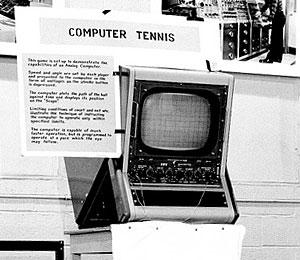 COMPUTER TENNIS
This game is set up to demonstrate the
capabilities of an Analog Computer.
Speed and angle are set by each player
and presented to the computer in the
form of voltages as the stroke button
is depressed.
The computer plots the path of the ball
against time and displays its position
on the "Scope".
Limiting conditions of court and net etc.
illustrate the technique of instructing
the computer to operate only within
specified limits.
The computer is capable of much
faster operation, but is programmed to
operate at a pace which the eye
may follow.